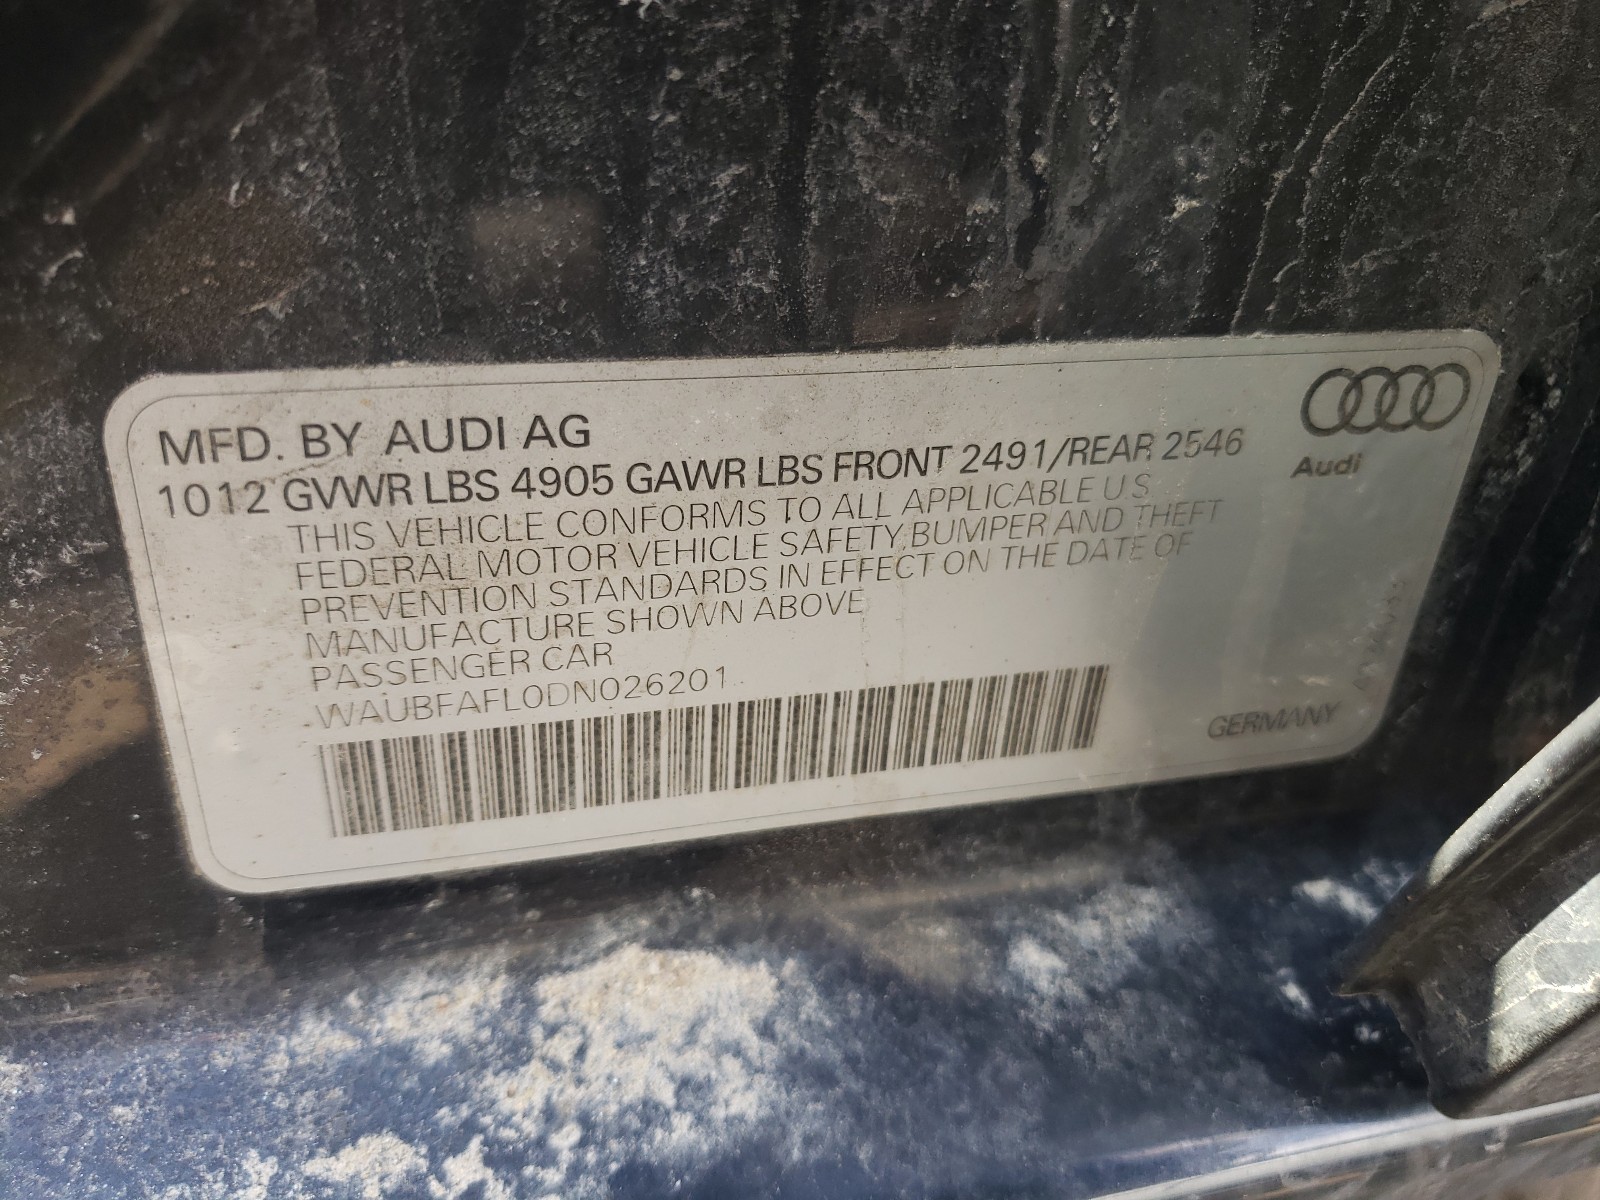 MFD. BY AUDI AG
1012 GVWR LBS 4905 GAWR LBS FRONT 2491/REAR 2546
Audi
THIS VEHICLE CONFORMS TO ALL APPLICABLE U S
FEDERAL MOTOR VEHICLE SAFETY, BUMPER AND THEFT
PREVENTION STANDARDS IN EFFECT ON THE DATE OF
MANUFACTURE SHOWN ABOVE
PASSENGER CAR
WAUBFAFL0DN026201
GERMANY